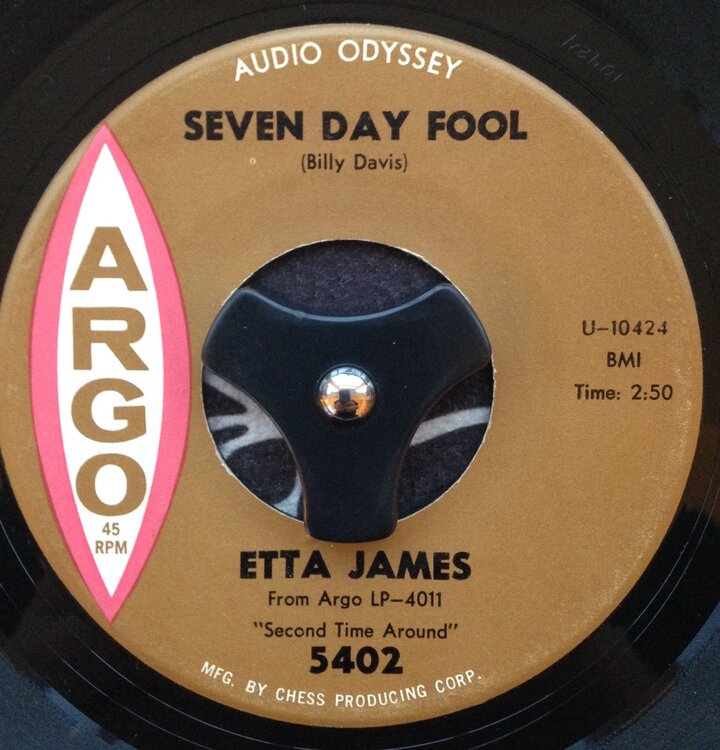 AUDIO ODYSSEY
SEVEN DAY FOOL
(Billy Davis)
ARGO
45
RPM
U-10424
BMI
Time: 2:50
ETTA JAMES
From Argo LP-4011
"Second Time Around"
5402
MFG. BY CHESS PRODUCING CORP.